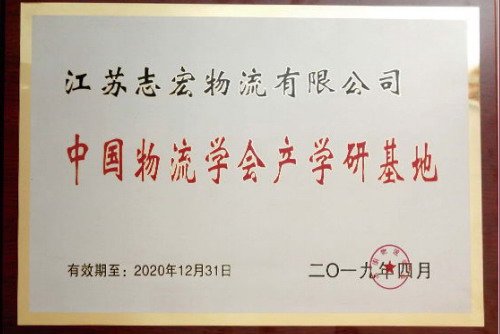 江苏志宏物流有限公司
中国物流学会产学研基地
有效期至：2020年12月31日
二〇一九年四月